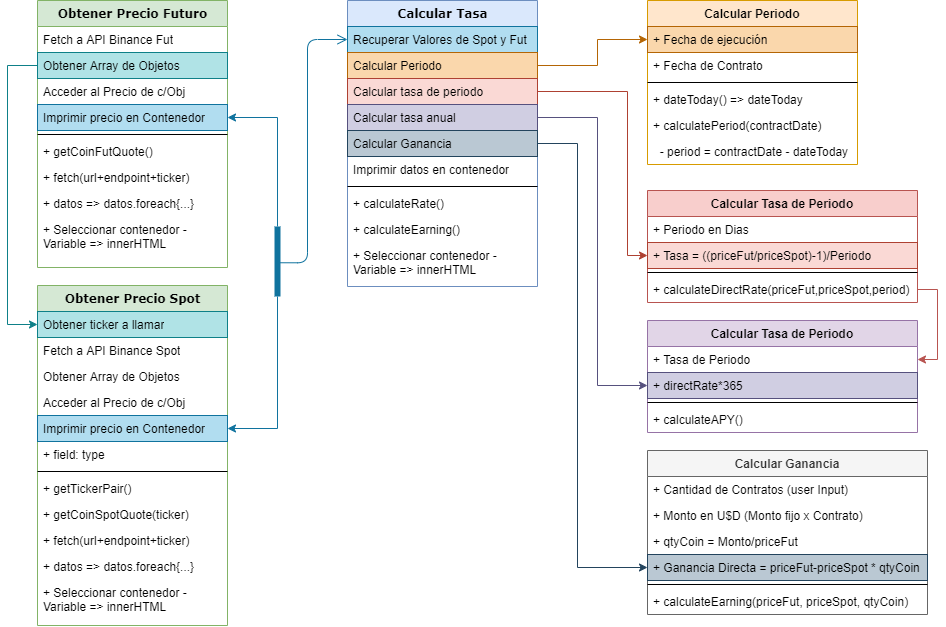 Obtener Precio Futuro
Fetch a API Binance Fut
Obtener Array de Objetos
Acceder al Precio de c/Obj
Imprimir precio en Contenedor
+ getCoinFutQuote()
+ fetch(url+endpoint+ticker)
+ datos => datos.foreach{...}
+ Seleccionar contenedor -
Variable => innerHTML
Obtener Precio Spot
Obtener ticker a llamar
Fetch a API Binance Spot
Obtener Array de Objetos
Acceder al Precio de c/Obj
Imprimir precio en Contenedor
+ field: type
+ getTickerPair()
+ getCoinSpotQuote(ticker)
+ fetch(url+endpoint+ticker)
+ datos => datos.foreach{...}
+ Seleccionar contenedor -
Variable => innerHTML
Calcular Tasa
Recuperar Valores de Spot y Fut
Calcular Periodo
Calcular tasa de periodo
Calcular tasa anual
Calcular Ganancia
Imprimir datos en contenedor
+ calculateRate()
+ calculateEarning()
+ Seleccionar contenedor -
Variable => innerHTML
Calcular Periodo
+ Fecha de ejecución
+ Fecha de Contrato
+ dateToday() => dateToday
+ calculatePeriod(contractDate)
- period = contractDate - dateToday
Calcular Tasa de Periodo
+ Periodo en Dias
+ Tasa = ((priceFut/priceSpot)-1)/Periodo
+ calculateDirectRate(priceFut,priceSpot,period)
Calcular Tasa de Periodo
+ Tasa de Periodo
+ directRate*365
+ calculateAPY()
Calcular Ganancia
+ Cantidad de Contratos (user Input)
+ Monto en U$D (Monto fijo x Contrato)
+ qtyCoin = Monto/priceFut
+ Ganancia Directa = priceFut-priceSpot * qtyCoin
+ calculateEarning(priceFut, priceSpot, qtyCoin)